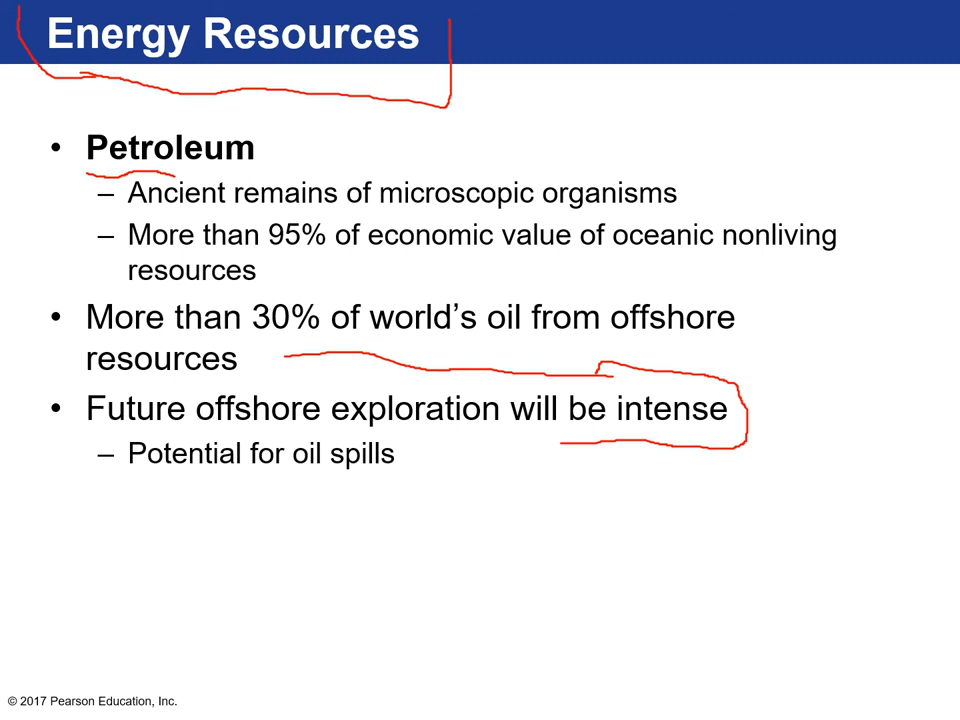 Energy Resources
• Petroleum
– Ancient remains of microscopic organisms
– More than 95% of economic value of oceanic nonliving
resources
• More than 30% of world’s oil from offshore
resources
• Future offshore exploration will be intense
– Potential for oil spills
© 2017 Pearson Education, Inc.